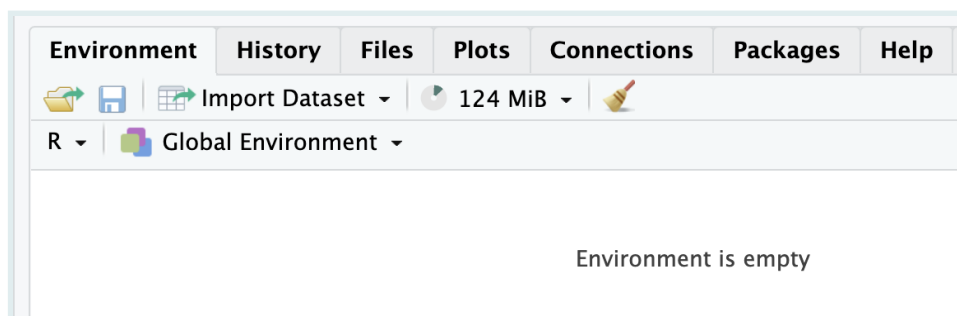 Environment History Files Plots Connections Packages Help
Import Dataset 124 MiB
R Global Environment
Environment is empty